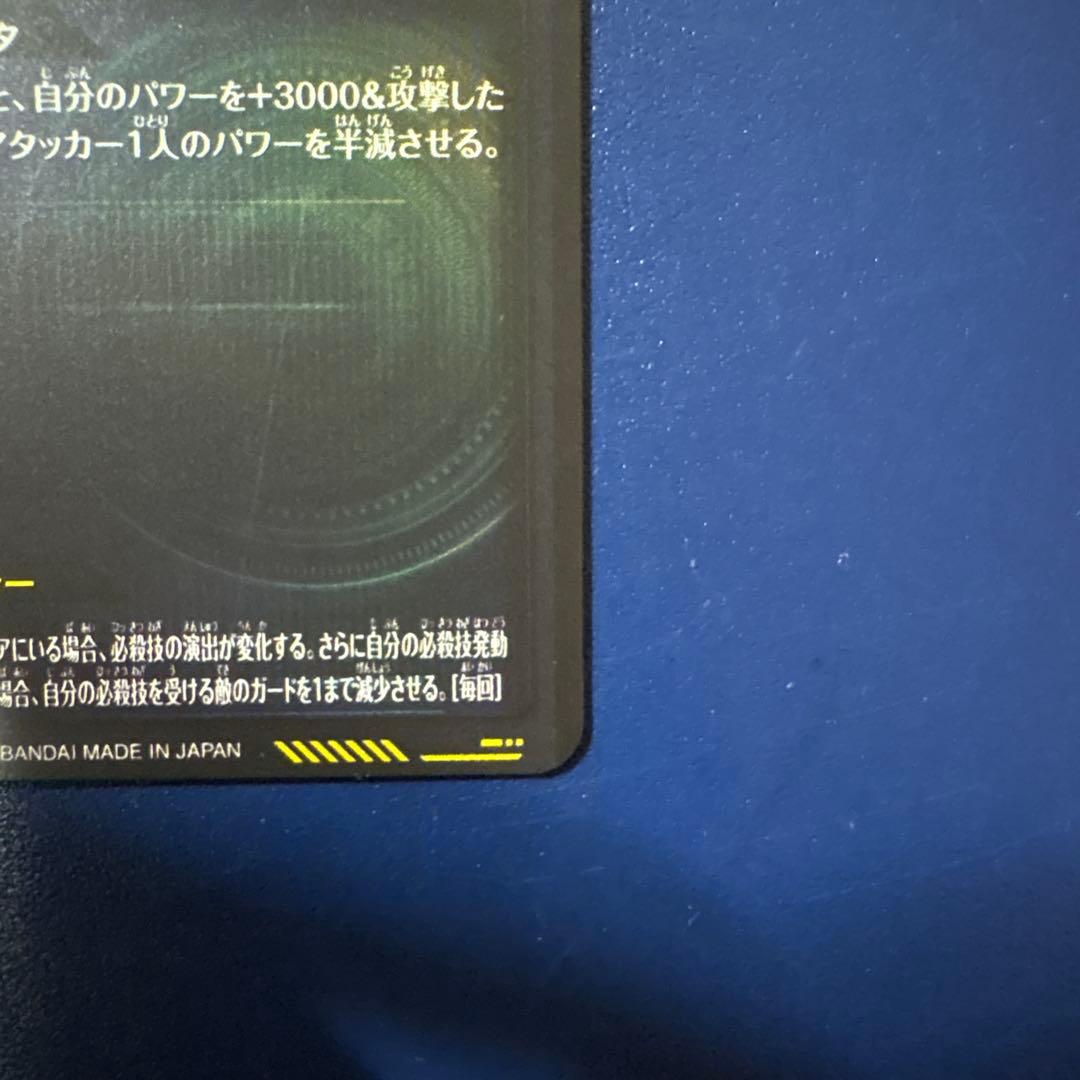 タ
と、自分のパワーを+3000&攻撃した
アタッカー1人のパワーを半減させる。
ー
アにいる場合、必殺技の演出が変化する。さらに自分の必殺技発動
場合、自分の必殺技を受ける敵のガードを1まで減少させる。[毎回]
BANDAI MADE IN JAPAN